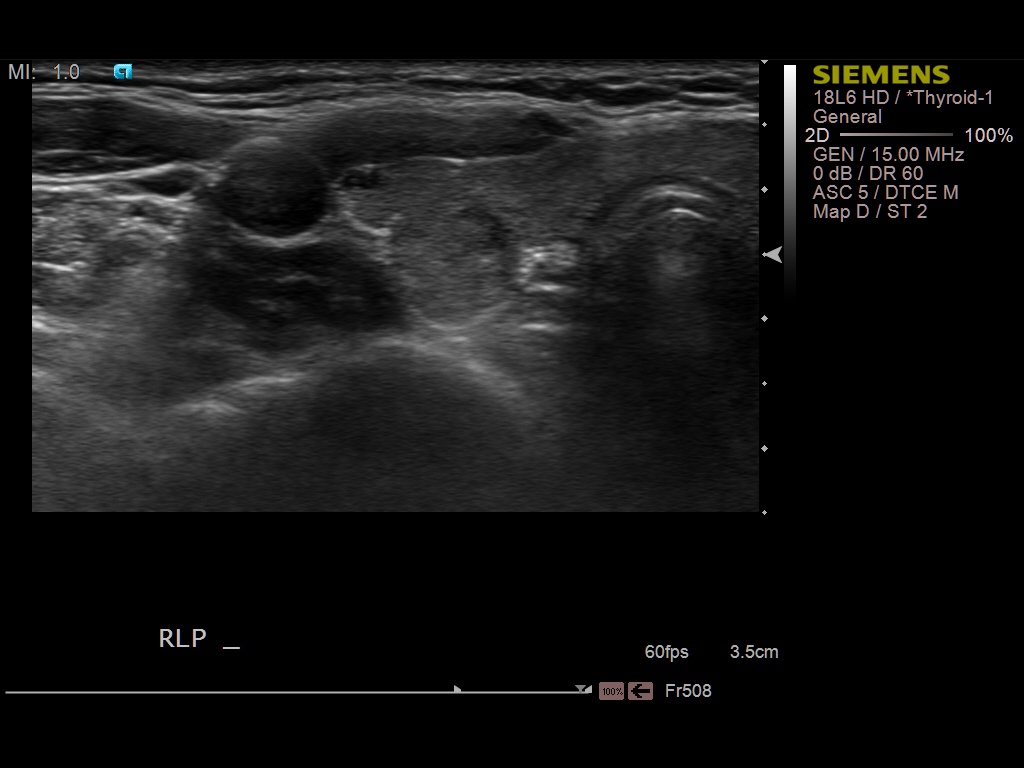 MI: 1.0
SIEMENS
18L6 HD / *Thyroid-1
General
2D 100%
GEN / 15.00 MHz
0 dB / DR 60
ASC 5 / DTCE M
Map D / ST 2
RLP _
60fps 3.5cm
100% Fr508